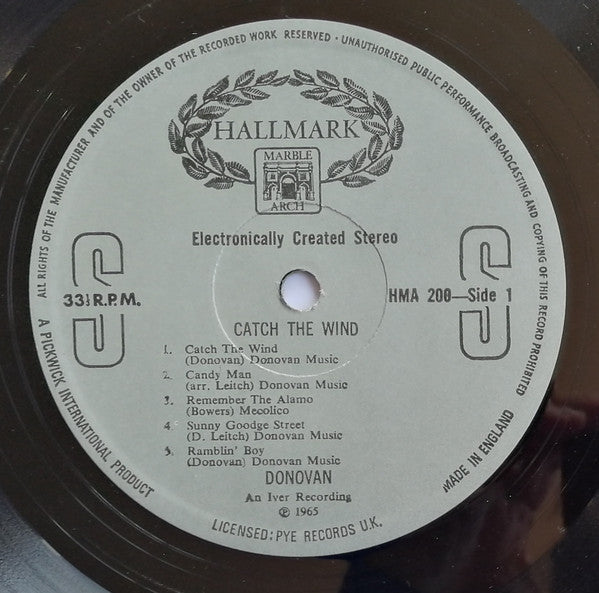 ALL RIGHTS OF THE MANUFACTURER AND OF THE OWNER OF THE RECORDED WORK RESERVED · UNAUTHORISED PUBLIC PERFORMANCE BROADCASTING AND COPYING OF THIS RECORD PROHIBITED
HALLMARK
MARBLE
ARCH
Electronically Created Stereo
33⅓ R.P.M.
HMA 200—Side 1
CATCH THE WIND
1. Catch The Wind
(Donovan) Donovan Music
2. Candy Man
(arr. Leitch) Donovan Music
3. Remember The Alamo
(Bowers) Mecolico
4. Sunny Goodge Street
(D. Leitch) Donovan Music
5. Ramblin' Boy
(Donovan) Donovan Music
DONOVAN
An Iver Recording
℗ 1965
A PICKWICK INTERNATIONAL PRODUCT
LICENSED: PYE RECORDS U.K.
MADE IN ENGLAND